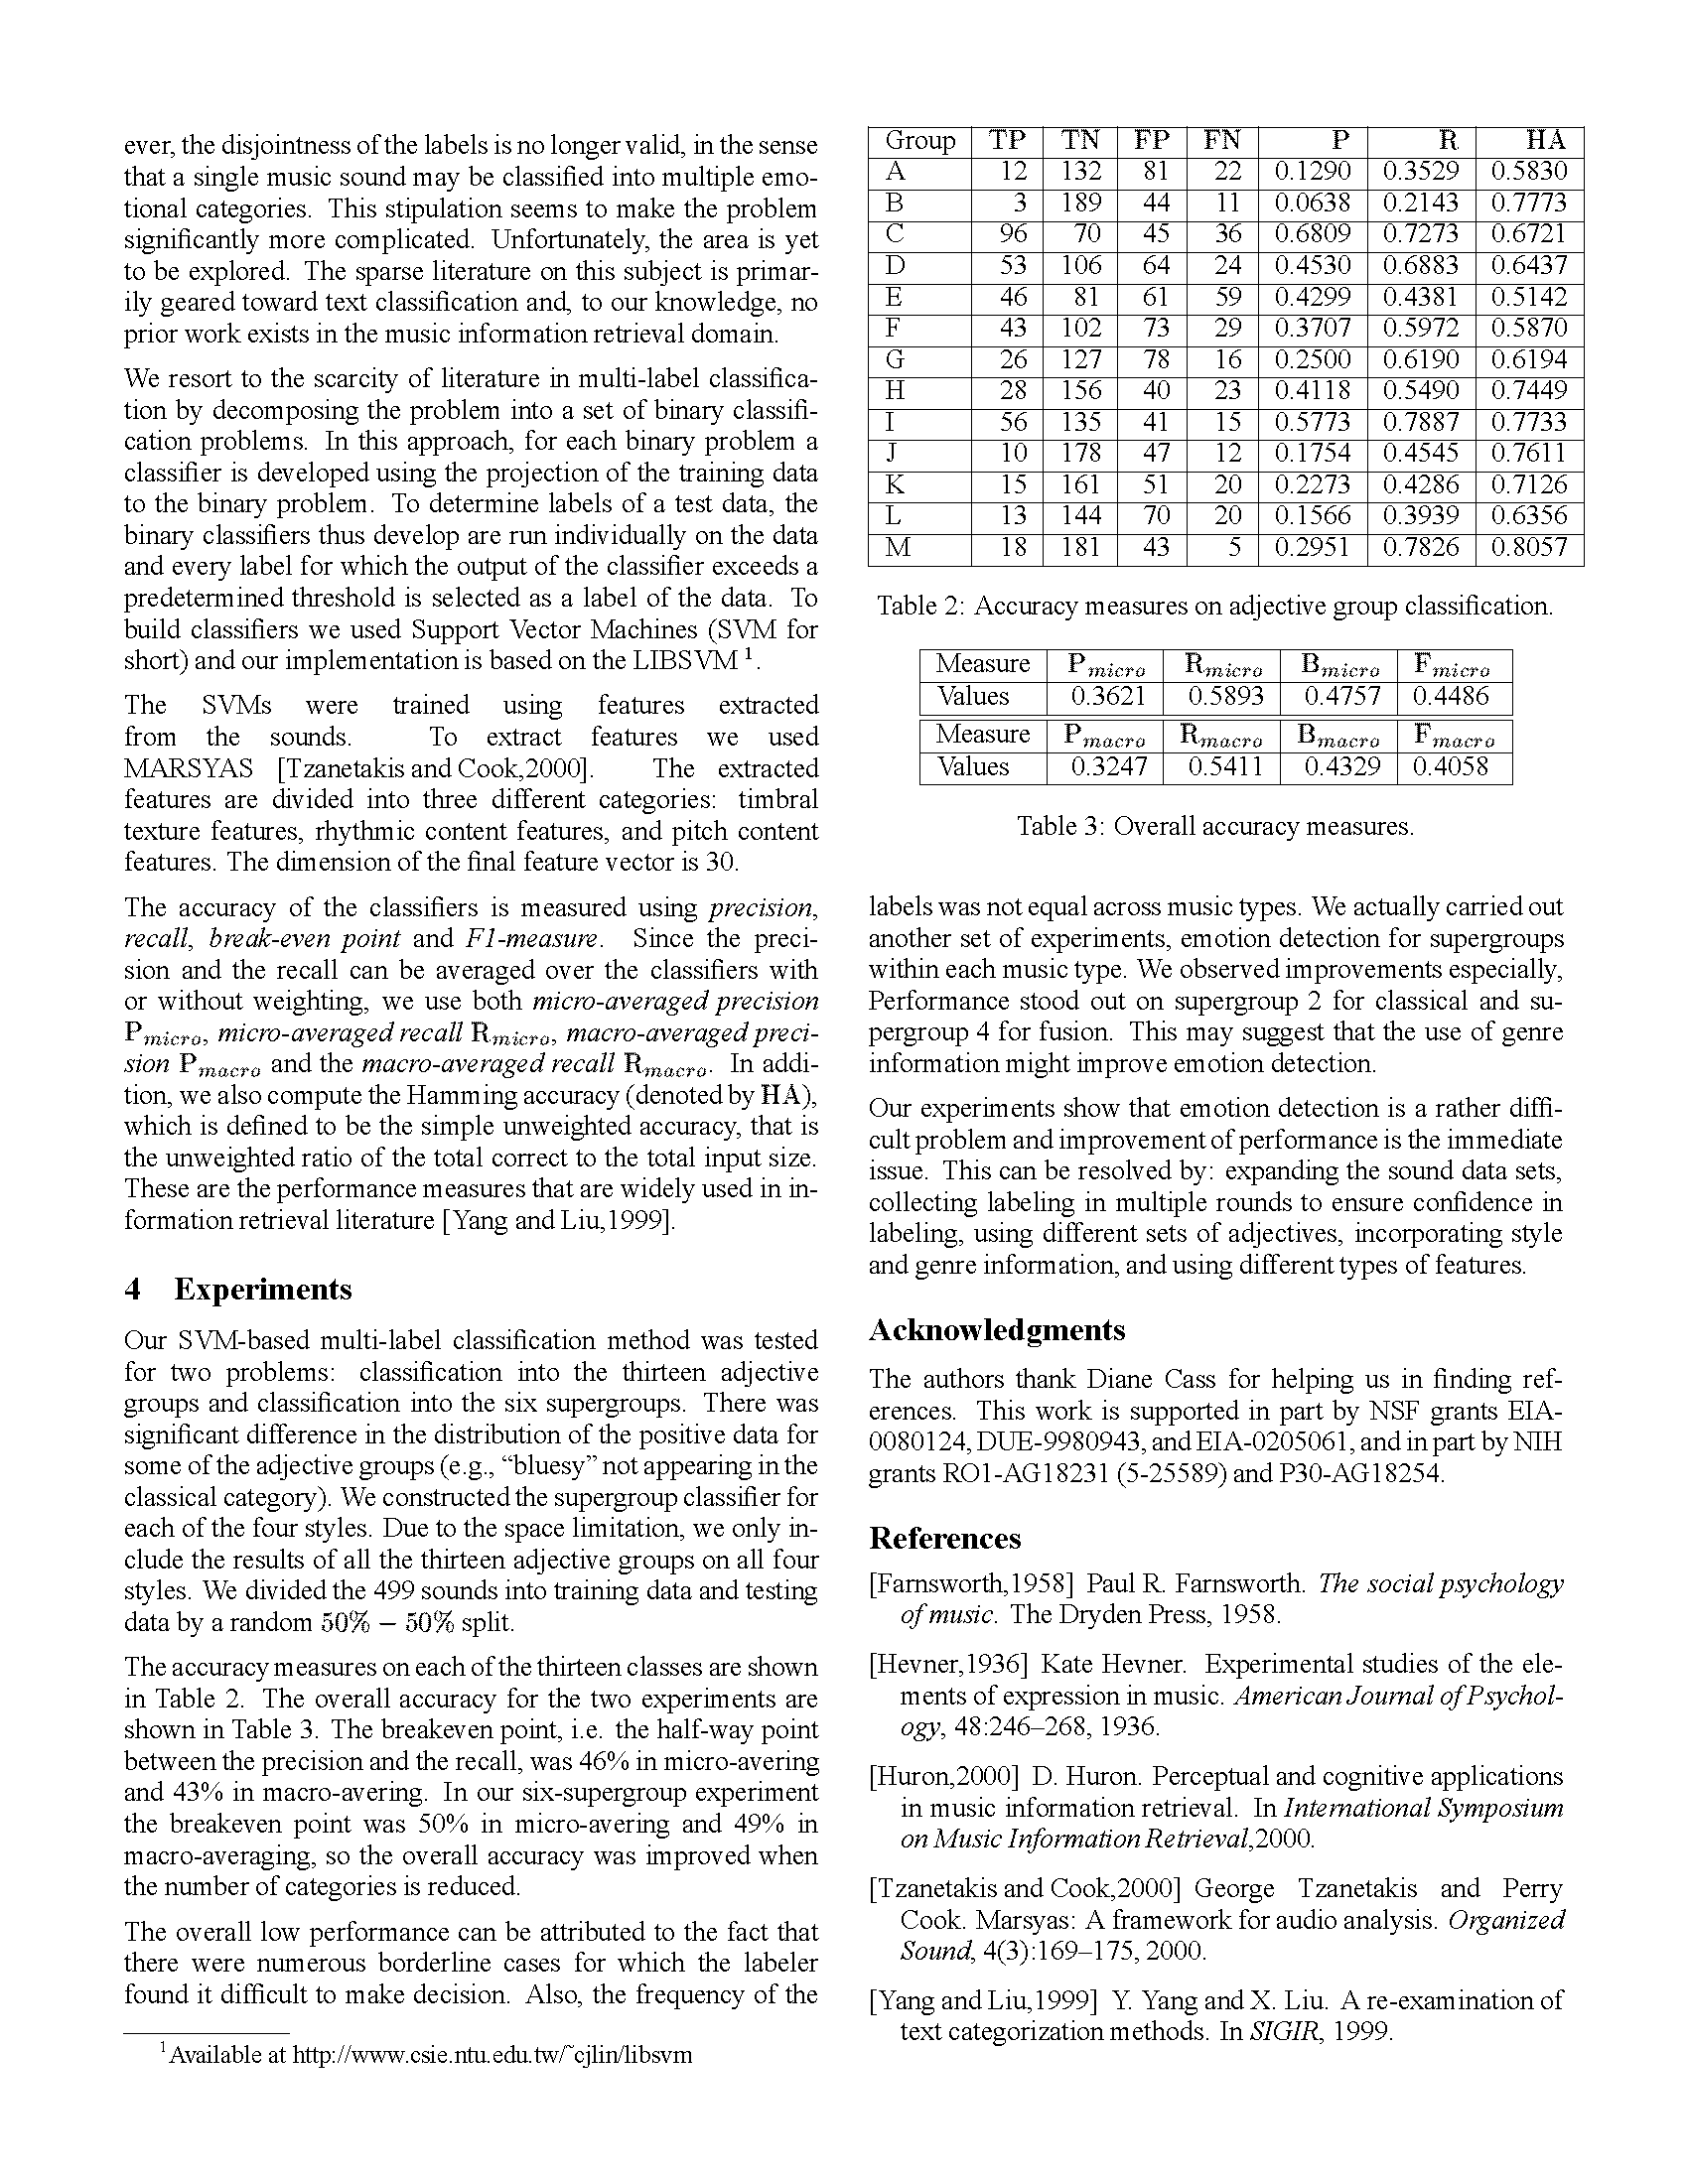 ever, the disjointness of the labels is no longer valid, in the sense
that a single music sound may be classified into multiple emo-
tional categories. This stipulation seems to make the problem
significantly more complicated. Unfortunately, the area is yet
to be explored. The sparse literature on this subject is primar-
ily geared toward text classification and, to our knowledge, no
prior work exists in the music information retrieval domain.
We resort to the scarcity of literature in multi-label classifica-
tion by decomposing the problem into a set of binary classifi-
cation problems. In this approach, for each binary problem a
classifier is developed using the projection of the training data
to the binary problem. To determine labels of a test data, the
binary classifiers thus develop are run individually on the data
and every label for which the output of the classifier exceeds a
predetermined threshold is selected as a label of the data. To
build classifiers we used Support Vector Machines (SVM for
short) and our implementation is based on the LIBSVM 1.
The SVMs were trained using features extracted
from the sounds. To extract features we used
MARSYAS [Tzanetakis and Cook,2000]. The extracted
features are divided into three different categories: timbral
texture features, rhythmic content features, and pitch content
features. The dimension of the final feature vector is 30.
The accuracy of the classifiers is measured using precision,
recall, break-even point and F1-measure. Since the preci-
sion and the recall can be averaged over the classifiers with
or without weighting, we use both micro-averaged precision
Pmicro, micro-averaged recall Rmicro, macro-averaged preci-
sion Pmacro and the macro-averaged recall Rmacro. In addi-
tion, we also compute the Hamming accuracy (denoted by HA),
which is defined to be the simple unweighted accuracy, that is
the unweighted ratio of the total correct to the total input size.
These are the performance measures that are widely used in in-
formation retrieval literature [Yang and Liu,1999].
4 Experiments
Our SVM-based multi-label classification method was tested
for two problems: classification into the thirteen adjective
groups and classification into the six supergroups. There was
significant difference in the distribution of the positive data for
some of the adjective groups (e.g., “bluesy” not appearing in the
classical category). We constructed the supergroup classifier for
each of the four styles. Due to the space limitation, we only in-
clude the results of all the thirteen adjective groups on all four
styles. We divided the 499 sounds into training data and testing
data by a random 50% − 50% split.
The accuracy measures on each of the thirteen classes are shown
in Table 2. The overall accuracy for the two experiments are
shown in Table 3. The breakeven point, i.e. the half-way point
between the precision and the recall, was 46% in micro-avering
and 43% in macro-avering. In our six-supergroup experiment
the breakeven point was 50% in micro-avering and 49% in
macro-averaging, so the overall accuracy was improved when
the number of categories is reduced.
The overall low performance can be attributed to the fact that
there were numerous borderline cases for which the labeler
found it difficult to make decision. Also, the frequency of the
1 Available at http://www.csie.ntu.edu.tw/~cjlin/libsvm
Group TP TN FP FN P R HA
A 12 132 81 22 0.1290 0.3529 0.5830
B 3 189 44 11 0.0638 0.2143 0.7773
C 96 70 45 36 0.6809 0.7273 0.6721
D 53 106 64 24 0.4530 0.6883 0.6437
E 46 81 61 59 0.4299 0.4381 0.5142
F 43 102 73 29 0.3707 0.5972 0.5870
G 26 127 78 16 0.2500 0.6190 0.6194
H 28 156 40 23 0.4118 0.5490 0.7449
I 56 135 41 15 0.5773 0.7887 0.7733
J 10 178 47 12 0.1754 0.4545 0.7611
K 15 161 51 20 0.2273 0.4286 0.7126
L 13 144 70 20 0.1566 0.3939 0.6356
M 18 181 43 5 0.2951 0.7826 0.8057
Table 2: Accuracy measures on adjective group classification.
Measure Pmicro Rmicro Bmicro Fmicro
Values 0.3621 0.5893 0.4757 0.4486
Measure Pmacro Rmacro Bmacro Fmacro
Values 0.3247 0.5411 0.4329 0.4058
Table 3: Overall accuracy measures.
labels was not equal across music types. We actually carried out
another set of experiments, emotion detection for supergroups
within each music type. We observed improvements especially,
Performance stood out on supergroup 2 for classical and su-
pergroup 4 for fusion. This may suggest that the use of genre
information might improve emotion detection.
Our experiments show that emotion detection is a rather diffi-
cult problem and improvement of performance is the immediate
issue. This can be resolved by: expanding the sound data sets,
collecting labeling in multiple rounds to ensure confidence in
labeling, using different sets of adjectives, incorporating style
and genre information, and using different types of features.
Acknowledgments
The authors thank Diane Cass for helping us in finding ref-
erences. This work is supported in part by NSF grants EIA-
0080124, DUE-9980943, and EIA-0205061, and in part by NIH
grants RO1-AG18231 (5-25589) and P30-AG18254.
References
[Farnsworth,1958] Paul R. Farnsworth. The social psychology
of music. The Dryden Press, 1958.
[Hevner,1936] Kate Hevner. Experimental studies of the ele-
ments of expression in music. American Journal of Psychol-
ogy, 48:246–268, 1936.
[Huron,2000] D. Huron. Perceptual and cognitive applications
in music information retrieval. In International Symposium
on Music Information Retrieval,2000.
[Tzanetakis and Cook,2000] George Tzanetakis and Perry
Cook. Marsyas: A framework for audio analysis. Organized
Sound, 4(3):169–175, 2000.
[Yang and Liu,1999] Y. Yang and X. Liu. A re-examination of
text categorization methods. In SIGIR, 1999.